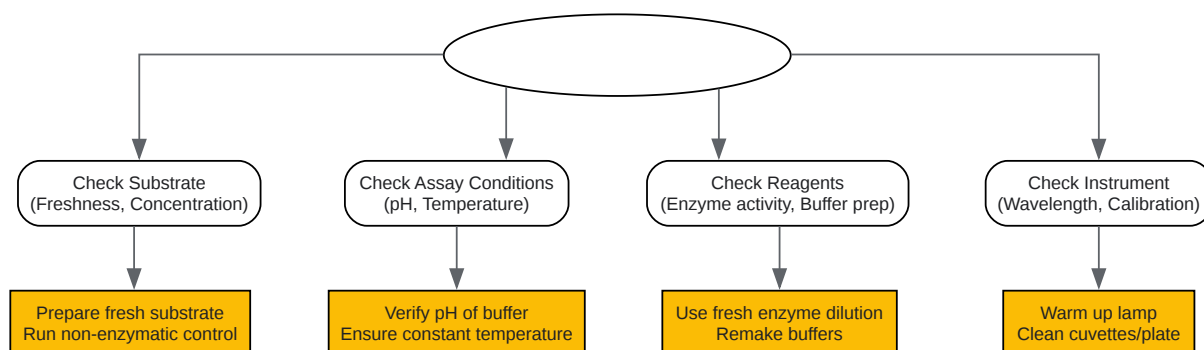 Check Substrate
(Freshness, Concentration)
Check Assay Conditions
(pH, Temperature)
Check Reagents
(Enzyme activity, Buffer prep)
Check Instrument
(Wavelength, Calibration)
Prepare fresh substrate
Run non-enzymatic control
Verify pH of buffer
Ensure constant temperature
Use fresh enzyme dilution
Remake buffers
Warm up lamp
Clean cuvettes/plate